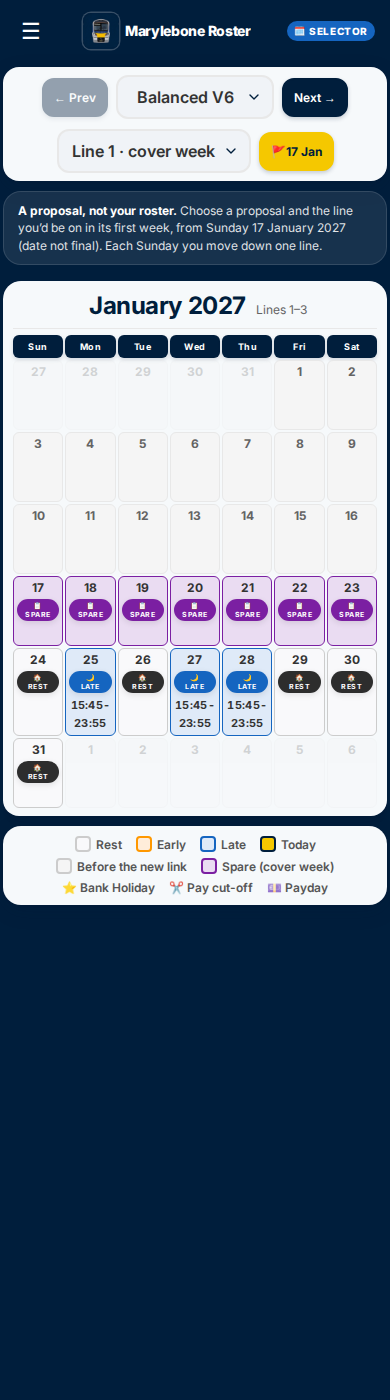 ☰ Marylebone Roster 🗓️ SELECTOR
← Prev Balanced V6 Next →
Line 1 · cover week 🚩17 Jan
A proposal, not your roster. Choose a proposal and the line
you'd be on in its first week, from Sunday 17 January 2027
(date not final). Each Sunday you move down one line.
January 2027 Lines 1–3
Sun Mon Tue Wed Thu Fri Sat
27 28 29 30 31 1 2
3 4 5 6 7 8 9
10 11 12 13 14 15 16
17 18 19 20 21 22 23
SPARE SPARE SPARE SPARE SPARE SPARE SPARE
24 25 26 27 28 29 30
REST LATE REST LATE LATE REST REST
15:45- 15:45- 15:45-
23:55 23:55 23:55
31 1 2 3 4 5 6
REST
Rest Early Late Today
Before the new link Spare (cover week)
⭐ Bank Holiday ✂️ Pay cut-off 💷 Payday